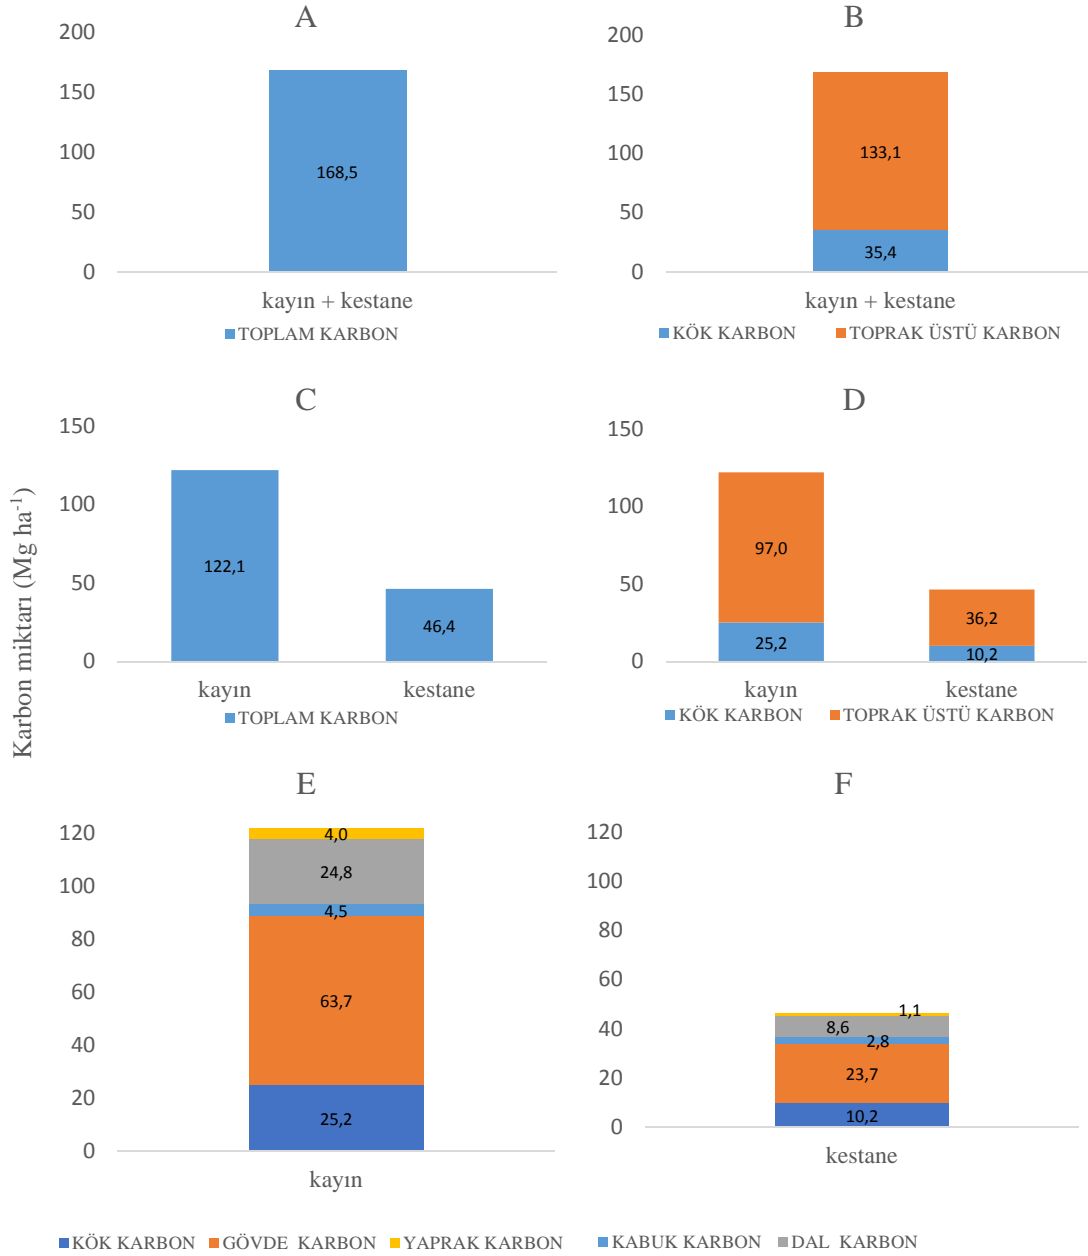 A
200
150
100
50
0
168,5
kayın + kestane
TOPLAM KARBON
B
200
150
100
50
0
133,1
35,4
kayın + kestane
KÖK KARBON TOPRAK ÜSTÜ KARBON
Karbon miktarı (Mg ha-1)
C
150
100
50
0
122,1
46,4
kayın kestane
TOPLAM KARBON
D
150
100
50
0
97,0
25,2
36,2
10,2
kayın kestane
KÖK KARBON TOPRAK ÜSTÜ KARBON
E
120
100
80
60
40
20
0
4,0
24,8
4,5
63,7
25,2
kayın
F
120
100
80
60
40
20
0
1,1
8,6
2,8
23,7
10,2
kestane
KÖK KARBON GÖVDE KARBON YAPRAK KARBON KABUK KARBON DAL KARBON